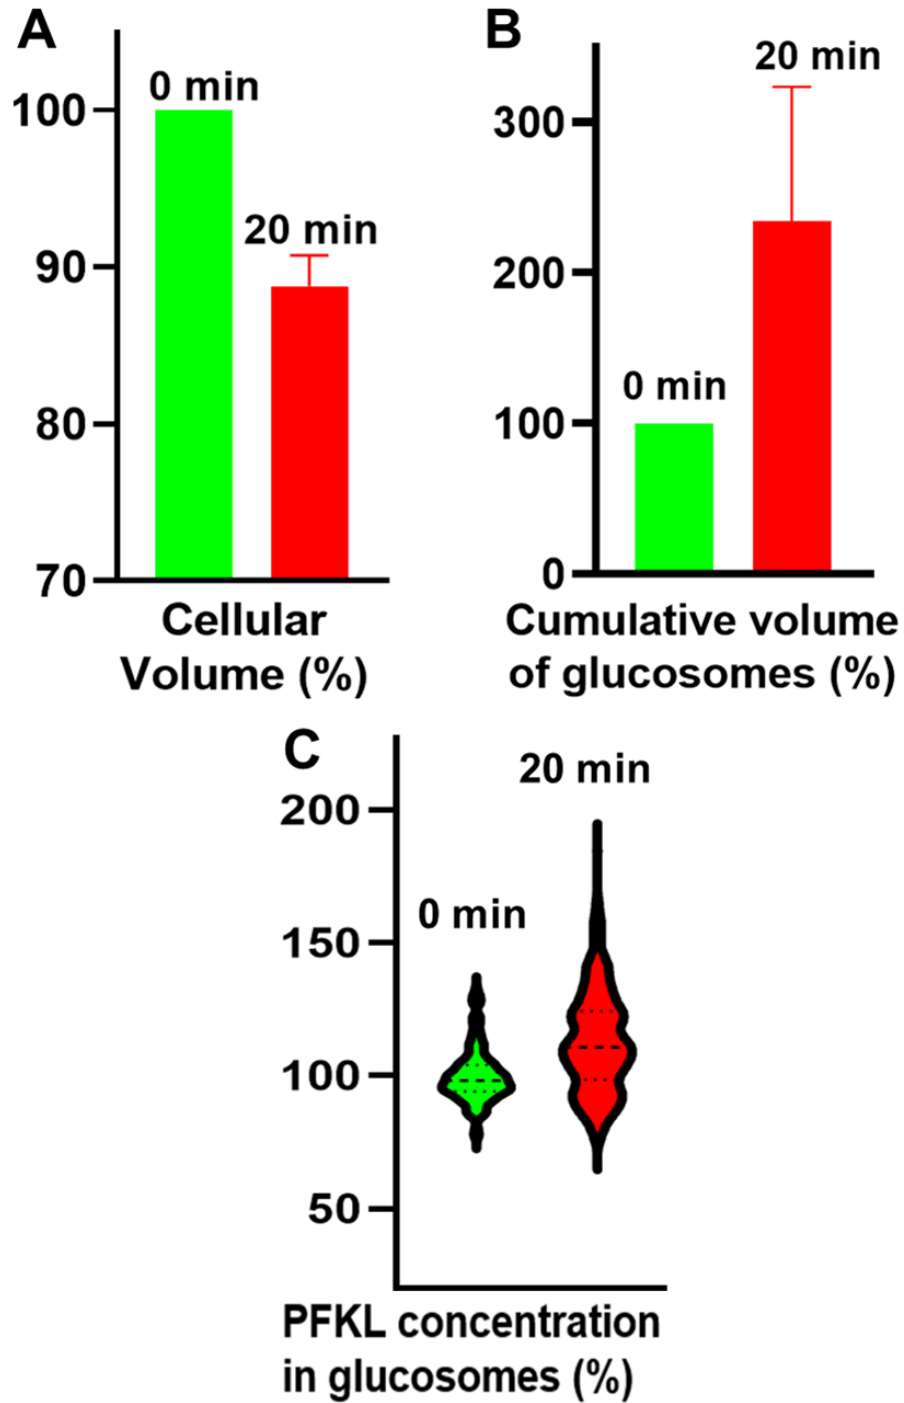 A
0 min
100
20 min
90
80
70
Cellular
Volume (%)
B
20 min
300
200
0 min
100
0
Cumulative volume
of glucosomes (%)
C
20 min
200
0 min
150
100
50
PFKL concentration
in glucosomes (%)